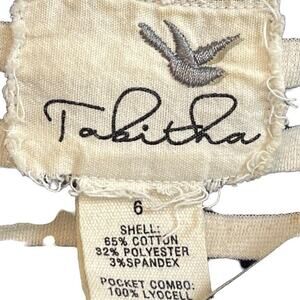 Tabitha
6
SHELL:
65% COTTON
32% POLYESTER
3%SPANDEX
POCKET COMBO:
100% LYOCELL